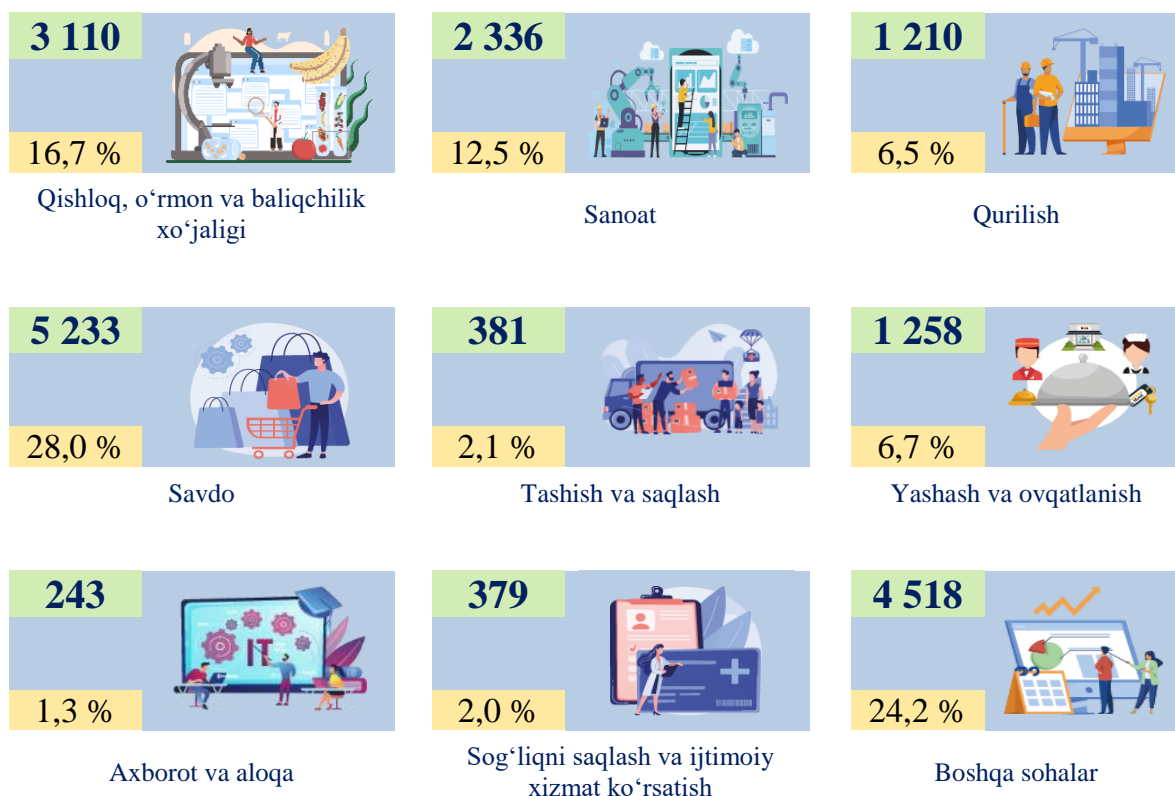 3 110
16,7 %
Qishloq, o‘rmon va baliqchilik
xo‘jaligi
2 336
12,5 %
Sanoat
1 210
6,5 %
Qurilish
5 233
28,0 %
Savdo
381
2,1 %
Tashish va saqlash
1 258
6,7 %
Yashash va ovqatlanish
243
IT
1,3 %
Axborot va aloqa
379
2,0 %
Sog‘liqni saqlash va ijtimoiy
xizmat ko‘rsatish
4 518
24,2 %
Boshqa sohalar